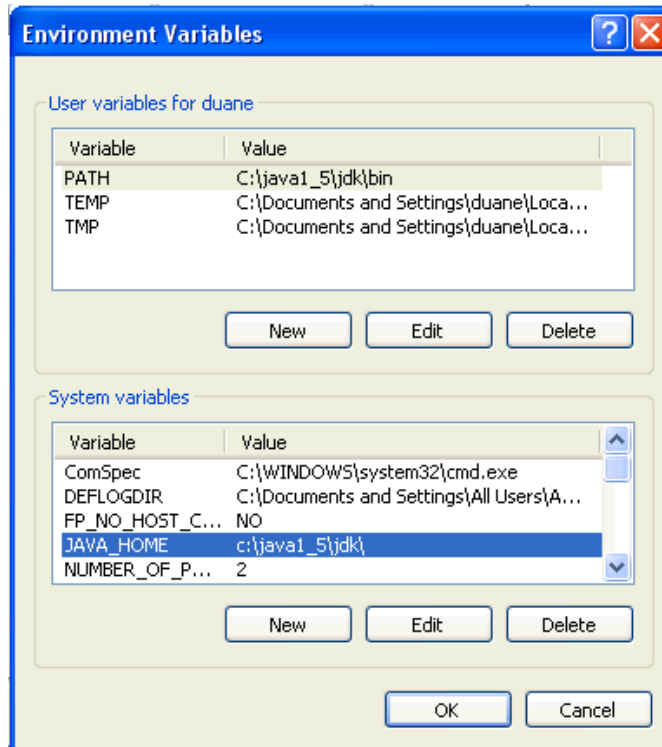 Environment Variables
User variables for duane
Variable Value
PATH C:\java1_5\jdk\bin
TEMP C:\Documents and Settings\duane\Loca...
TMP C:\Documents and Settings\duane\Loca...
New Edit Delete
System variables
Variable Value
ComSpec C:\WINDOWS\system32\cmd.exe
DEFLOGDIR C:\Documents and Settings\All Users\A...
FP_NO_HOST_C... NO
JAVA_HOME c:\java1_5\jdk\
NUMBER_OF_P... 2
New Edit Delete
OK Cancel